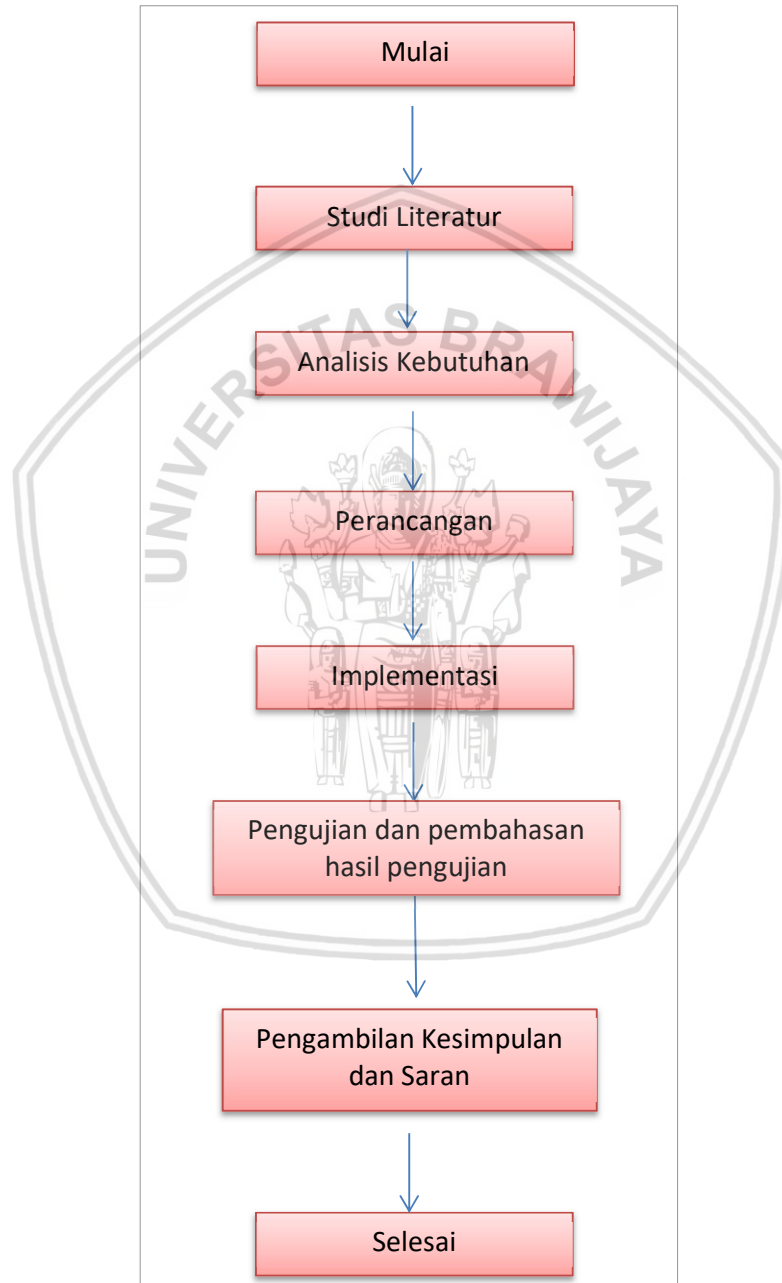 Mulai
Studi Literatur
UNIVERSITAS BRAWIJAYA
Analisis Kebutuhan
Perancangan
Implementasi
Pengujian dan pembahasan
hasil pengujian
Pengambilan Kesimpulan
dan Saran
Selesai